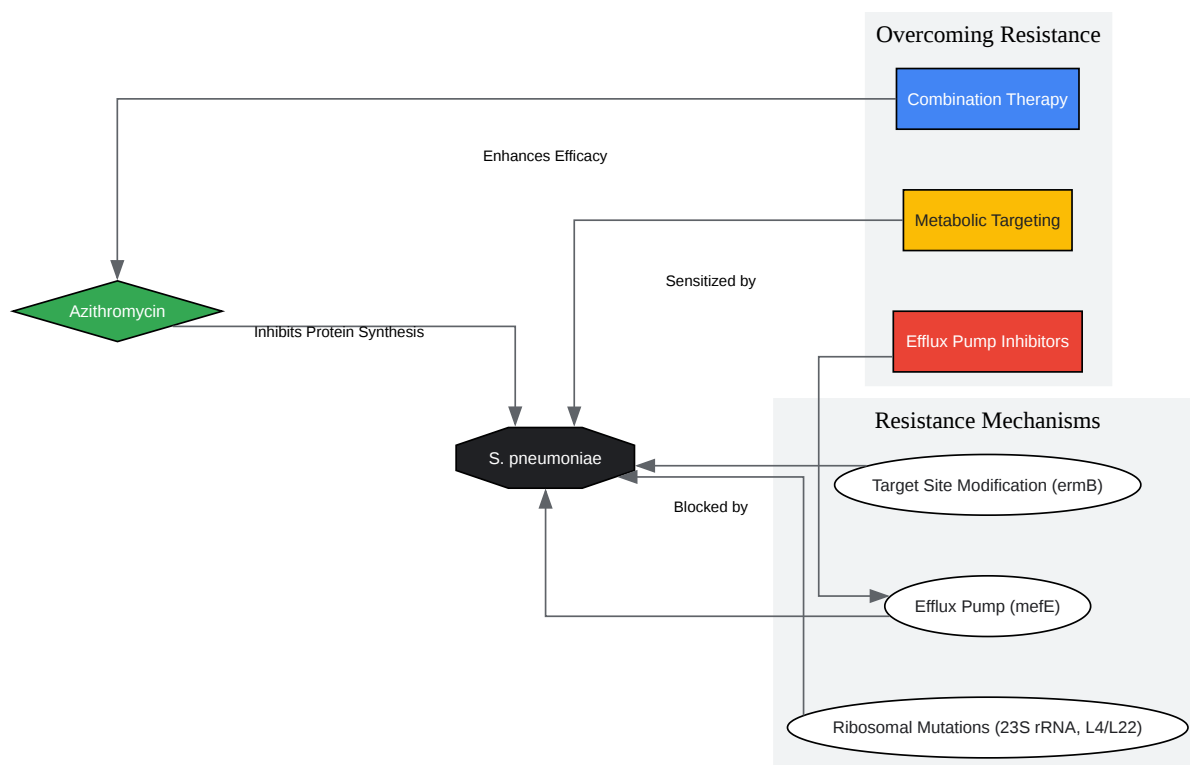 Overcoming Resistance
Combination Therapy
Enhances Efficacy
Metabolic Targeting
Sensitized by
Azithromycin
Inhibits Protein Synthesis
Efflux Pump Inhibitors
Resistance Mechanisms
S. pneumoniae
Target Site Modification (ermB)
Blocked by
Efflux Pump (mefE)
Ribosomal Mutations (23S rRNA, L4/L22)